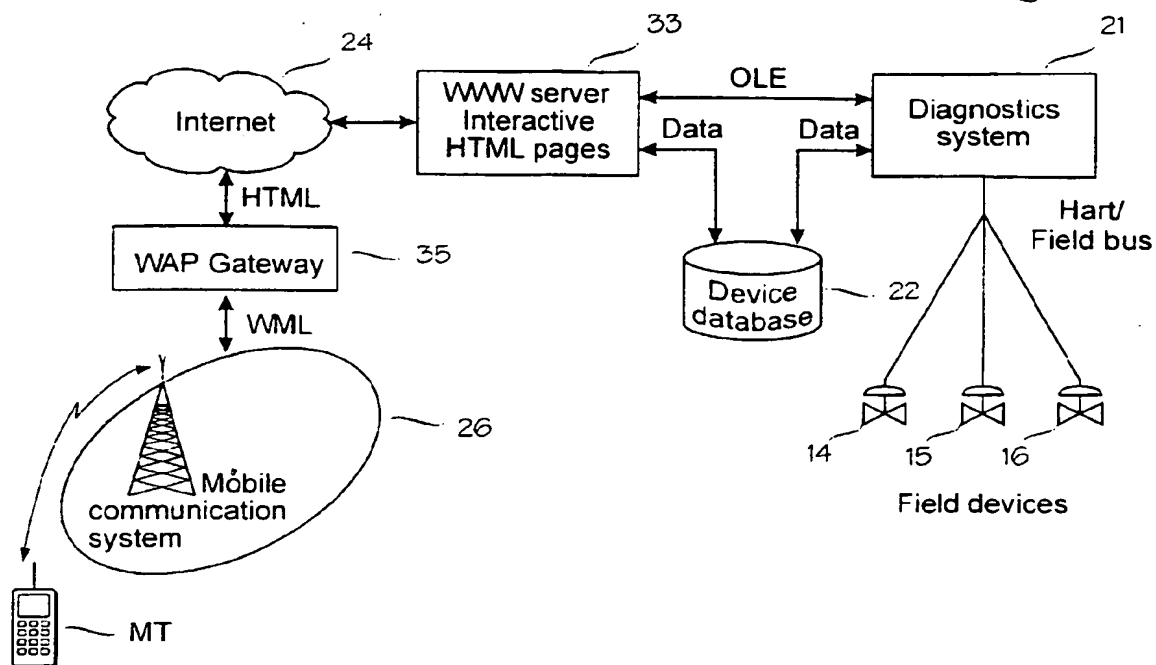 24
33
21
Internet
WWW server
Interactive
HTML pages
OLE
Data
Data
Diagnostics
system
HTML
Hart/
Field bus
WAP Gateway
35
Device
database
22
WML
26
14
15
16
Mobile
communication
system
Field devices
MT